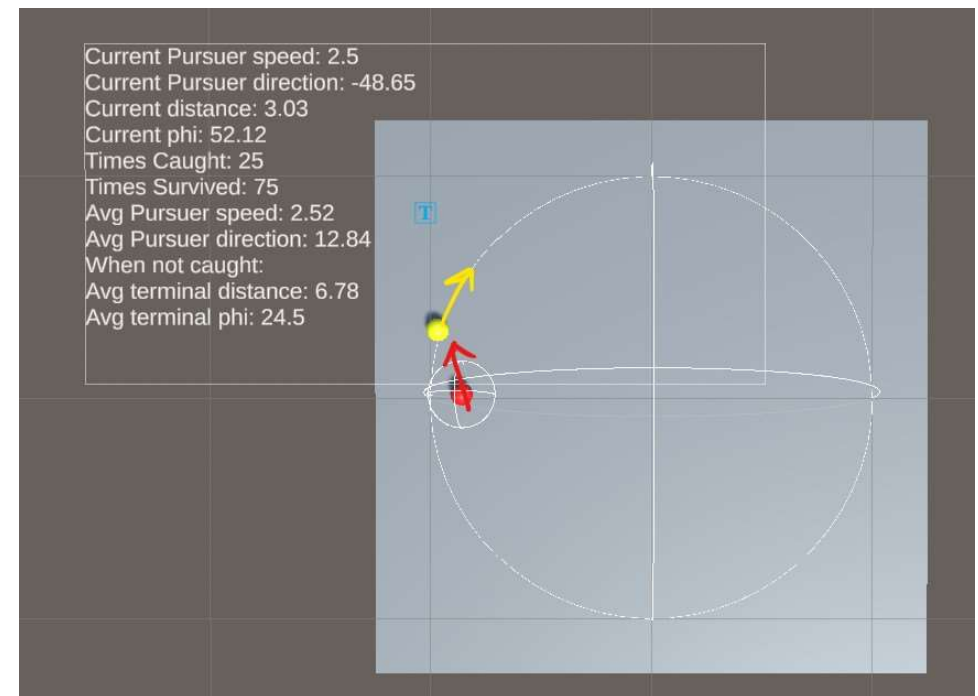 Current Pursuer speed: 2.5
Current Pursuer direction: -48.65
Current distance: 3.03
Current phi: 52.12
Times Caught: 25
Times Survived: 75
Avg Pursuer speed: 2.52
Avg Pursuer direction: 12.84
When not caught:
Avg terminal distance: 6.78
Avg terminal phi: 24.5
T